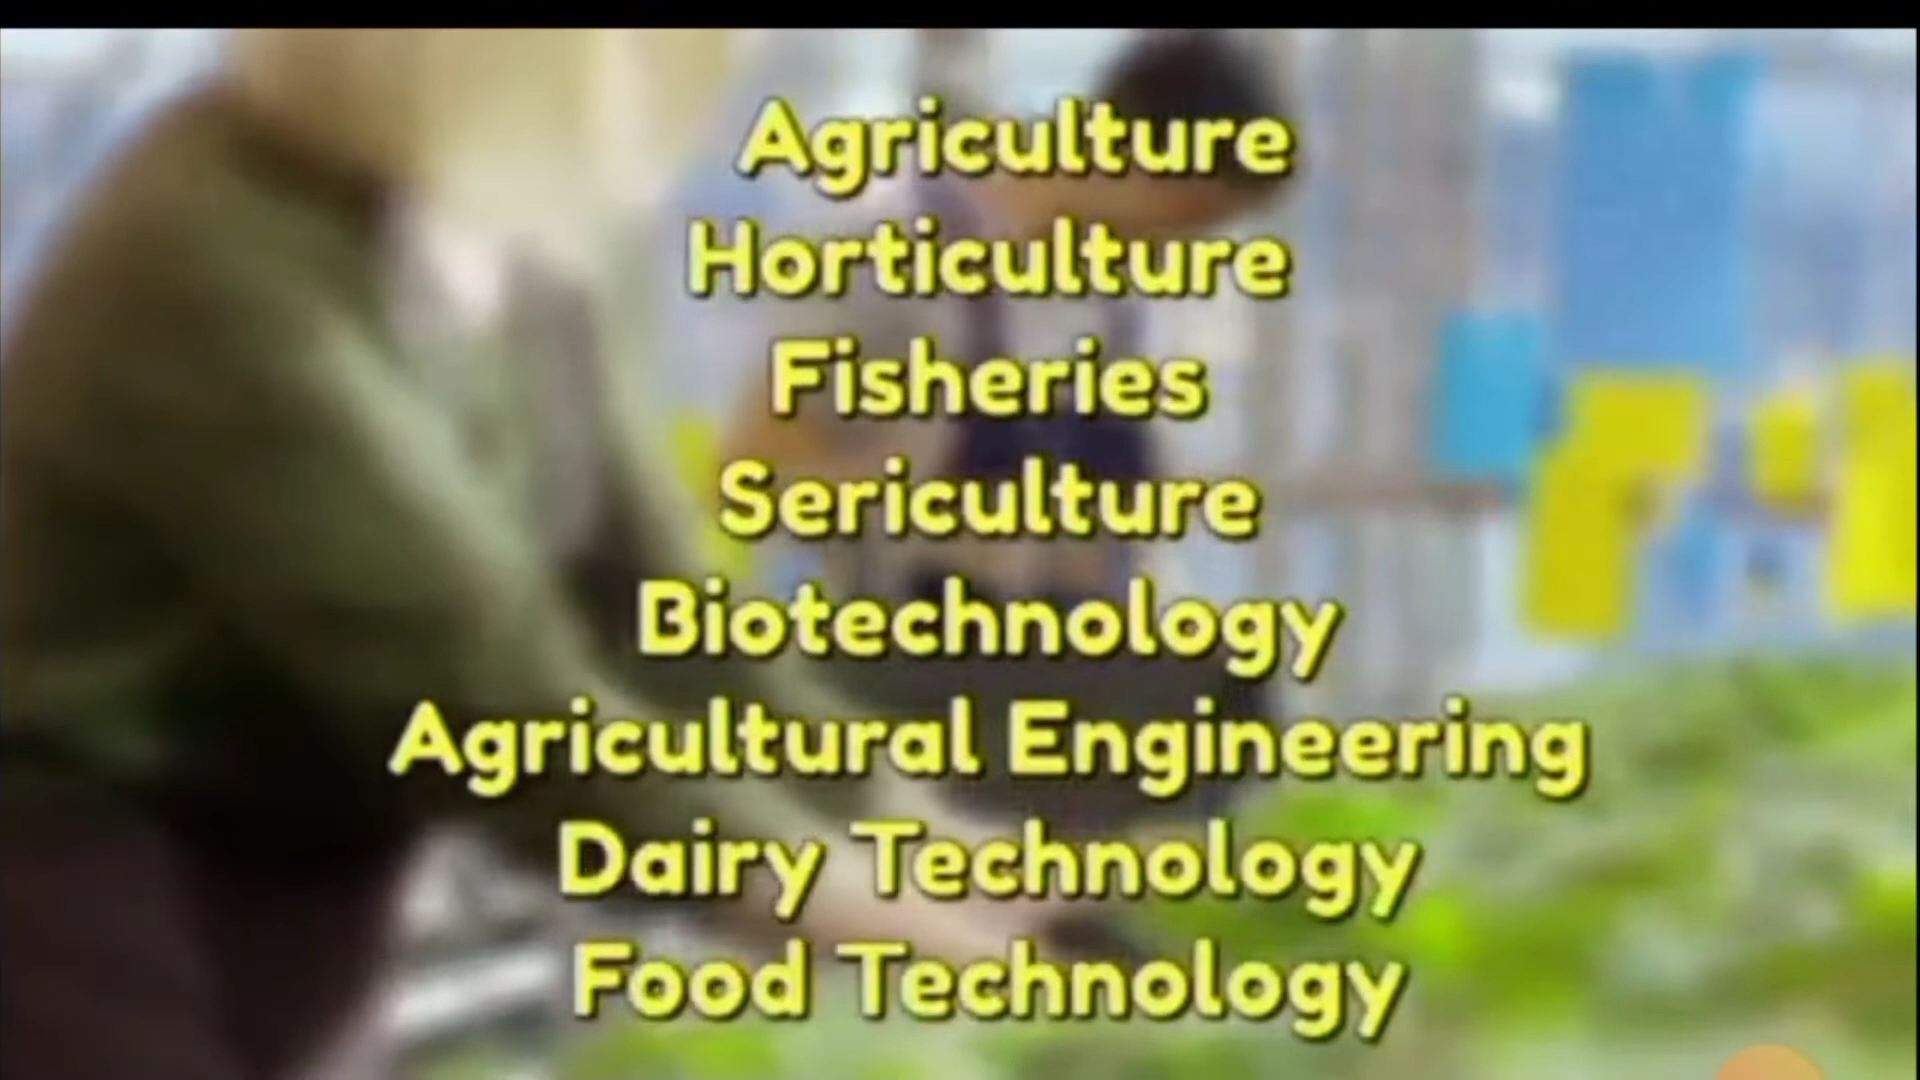 Agriculture
Horticulture
Fisheries
Sericulture
Biotechnology
Agricultural Engineering
Dairy Technology
Food Technology